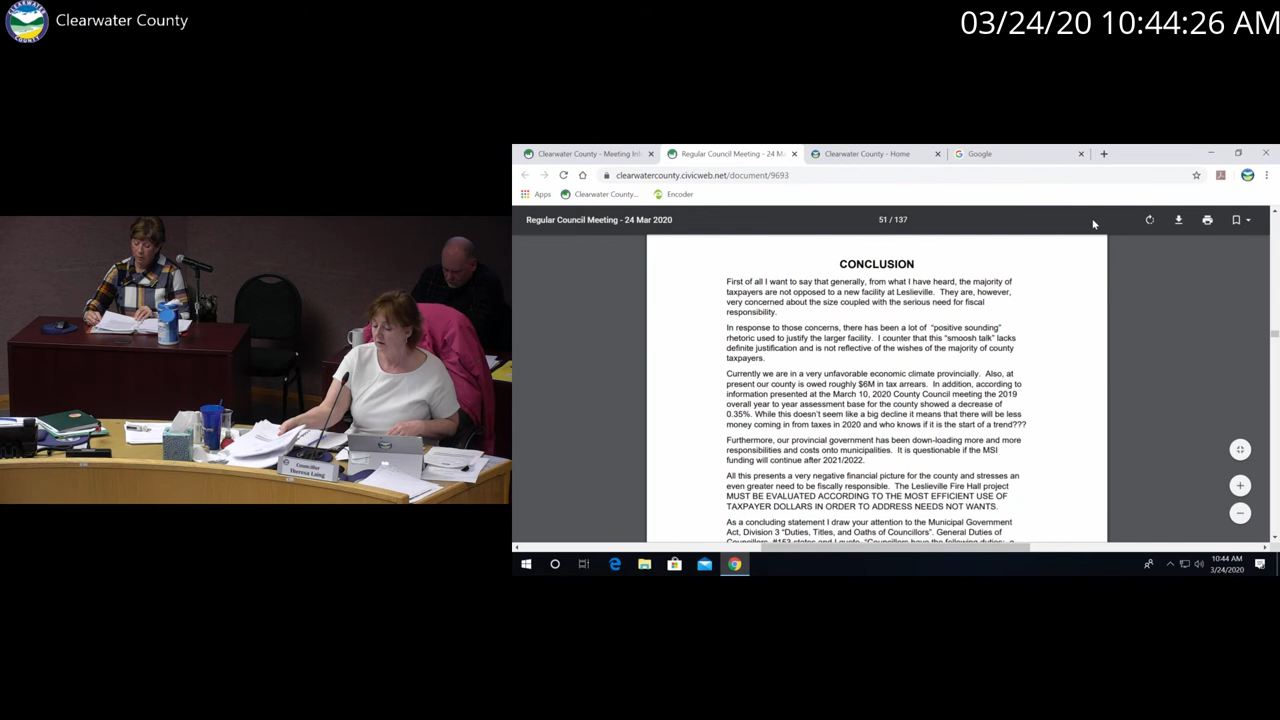 Clearwater County
03/24/20 10:44:26 AM
Clearwater County - Meeting Inf
Regular Council Meeting - 24 Ma
Clearwater County - Home
Google
clearwatercounty.civicweb.net/document/9693
Apps
Clearwater County...
Encoder
Regular Council Meeting - 24 Mar 2020
51 / 137
CONCLUSION
First of all I want to say that generally, from what I have heard, the majority of
taxpayers are not opposed to a new facility at Leslieville. They are, however,
very concerned about the size coupled with the serious need for fiscal
responsibility.
In response to those concerns, there has been a lot of "positive sounding"
rhetoric used to justify the larger facility. I counter that this "smoosh talk" lacks
definite justification and is not reflective of the wishes of the majority of county
taxpayers.
Currently we are in a very unfavorable economic climate provincially. Also, at
present our county is owed roughly $6M in tax arrears. In addition, according to
information presented at the March 10, 2020 County Council meeting the 2019
overall year to year assessment base for the county showed a decrease of
0.35%. While this doesn't seem like a big decline it means that there will be less
money coming in from taxes in 2020 and who knows if it is the start of a trend???
Furthermore, our provincial government has been down-loading more and more
responsibilities and costs onto municipalities. It is questionable if the MSI
funding will continue after 2021/2022.
All this presents a very negative financial picture for the county and stresses an
even greater need to be fiscally responsible. The Leslieville Fire Hall project
MUST BE EVALUATED ACCORDING TO THE MOST EFFICIENT USE OF
TAXPAYER DOLLARS IN ORDER TO ADDRESS NEEDS NOT WANTS.
As a concluding statement I draw your attention to the Municipal Government
Act, Division 3 "Duties, Titles, and Oaths of Councillors". General Duties of
Councillors, #153 states and I quote, "Councillors have the following duties: a
10:44 AM
3/24/2020
Councillor
Theresa Laing